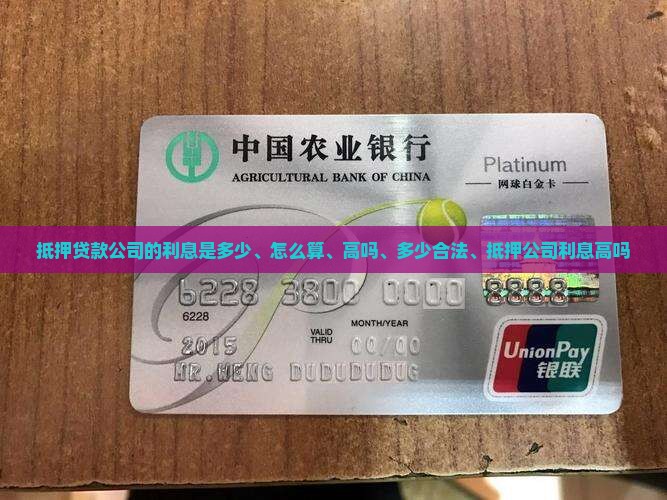 中国农业银行
AGRICULTURAL BANK OF CHINA
Platinum
网球白金卡
抵押贷款公司的利息是多少、怎么算、高吗、多少合法、抵押公司利息高吗
6228 3800 0000 8888
6228
VALID THRU
MONTH/YEAR
2015
00/00
MR.HENG DUDUDUDUG
UnionPay
银联